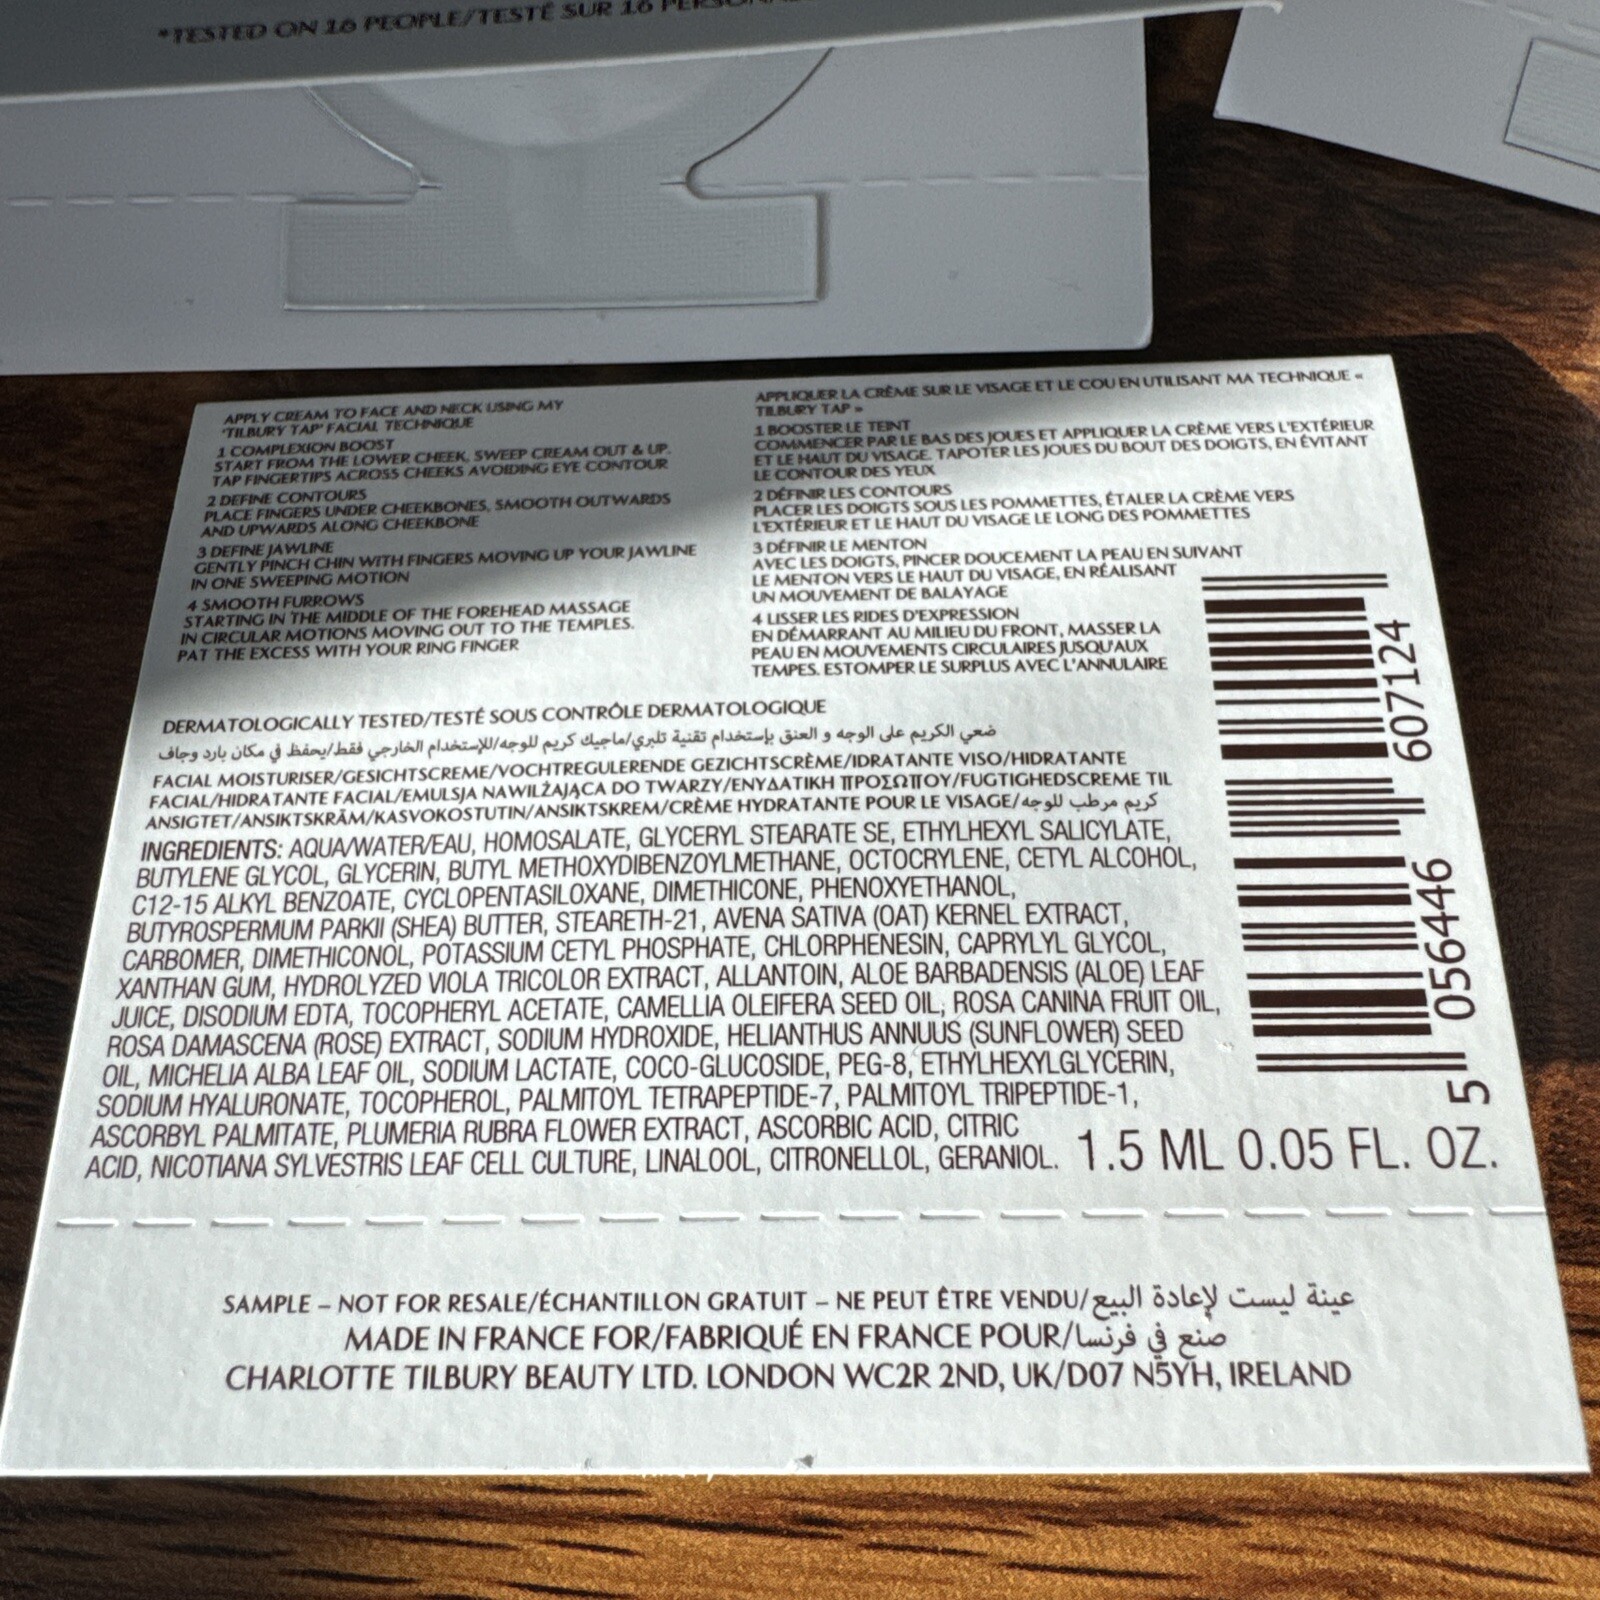 *TESTED ON 16 PEOPLE/TESTÉ SUR 16
APPLY CREAM TO FACE AND NECK USING MY
'TILBURY TAP' FACIAL TECHNIQUE
1 COMPLEXION BOOST
START FROM THE LOWER CHEEK, SWEEP CREAM OUT & UP.
TAP FINGERTIPS ACROSS CHEEKS AVOIDING EYE CONTOUR
2 DEFINE CONTOURS
PLACE FINGERS UNDER CHEEKBONES, SMOOTH OUTWARDS
AND UPWARDS ALONG CHEEKBONE
3 DEFINE JAWLINE
GENTLY PINCH CHIN WITH FINGERS MOVING UP YOUR JAWLINE
IN ONE SWEEPING MOTION
4 SMOOTH FURROWS
STARTING IN THE MIDDLE OF THE FOREHEAD MASSAGE
IN CIRCULAR MOTIONS MOVING OUT TO THE TEMPLES.
PAT THE EXCESS WITH YOUR RING FINGER
APPLIQUER LA CRÈME SUR LE VISAGE ET LE COU EN UTILISANT MA TECHNIQUE «
TILBURY TAP »
1 BOOSTER LE TEINT
COMMENCER PAR LE BAS DES JOUES ET APPLIQUER LA CRÈME VERS L'EXTÉRIEUR
ET LE HAUT DU VISAGE. TAPOTER LES JOUES DU BOUT DES DOIGTS, EN ÉVITANT
LE CONTOUR DES YEUX
2 DÉFINIR LES CONTOURS
PLACER LES DOIGTS SOUS LES POMMETTES, ÉTALER LA CRÈME VERS
L'EXTÉRIEUR ET LE HAUT DU VISAGE LE LONG DES POMMETTES
3 DÉFINIR LE MENTON
AVEC LES DOIGTS, PINCER DOUCEMENT LA PEAU EN SUIVANT
LE MENTON VERS LE HAUT DU VISAGE, EN RÉALISANT
UN MOUVEMENT DE BALAYAGE
4 LISSER LES RIDES D'EXPRESSION
EN DÉMARRANT AU MILIEU DU FRONT, MASSER LA
PEAU EN MOUVEMENTS CIRCULAIRES JUSQU'AUX
TEMPES. ESTOMPER LE SURPLUS AVEC L'ANNULAIRE
DERMATOLOGICALLY TESTED/TESTÉ SOUS CONTRÔLE DERMATOLOGIQUE
ضعي الكريم على الوجه و العنق بإستخدام تقنية تلبري/ماجيك كريم للوجه/للإستخدام الخارجي فقط/يحفظ في مكان بارد وجاف
FACIAL MOISTURISER/GESICHTSCREME/VOCHTREGULERENDE GEZICHTSCRÈME/IDRATANTE VISO/HIDRATANTE
FACIAL/HIDRATANTE FACIAL/EMULSJA NAWILŻAJĄCA DO TWARZY/ΕΝΥΔΑΤΙΚΗ ΠΡΟΣΩΠΟΥ/FUGTIGHEDSCREME TIL
ANSIGTET/ANSIKTSKRÄM/KASVOKOSTUTIN/ANSIKTSKREM/CRÈME HYDRATANTE POUR LE VISAGE/كريم مرطب للوجه
INGREDIENTS: AQUA/WATER/EAU, HOMOSALATE, GLYCERYL STEARATE SE, ETHYLHEXYL SALICYLATE,
BUTYLENE GLYCOL, GLYCERIN, BUTYL METHOXYDIBENZOYLMETHANE, OCTOCRYLENE, CETYL ALCOHOL,
C12-15 ALKYL BENZOATE, CYCLOPENTASILOXANE, DIMETHICONE, PHENOXYETHANOL,
BUTYROSPERMUM PARKII (SHEA) BUTTER, STEARETH-21, AVENA SATIVA (OAT) KERNEL EXTRACT,
CARBOMER, DIMETHICONOL, POTASSIUM CETYL PHOSPHATE, CHLORPHENESIN, CAPRYLYL GLYCOL,
XANTHAN GUM, HYDROLYZED VIOLA TRICOLOR EXTRACT, ALLANTOIN, ALOE BARBADENSIS (ALOE) LEAF
JUICE, DISODIUM EDTA, TOCOPHERYL ACETATE, CAMELLIA OLEIFERA SEED OIL, ROSA CANINA FRUIT OIL,
ROSA DAMASCENA (ROSE) EXTRACT, SODIUM HYDROXIDE, HELIANTHUS ANNUUS (SUNFLOWER) SEED
OIL, MICHELIA ALBA LEAF OIL, SODIUM LACTATE, COCO-GLUCOSIDE, PEG-8, ETHYLHEXYLGLYCERIN,
SODIUM HYALURONATE, TOCOPHEROL, PALMITOYL TETRAPEPTIDE-7, PALMITOYL TRIPEPTIDE-1,
ASCORBYL PALMITATE, PLUMERIA RUBRA FLOWER EXTRACT, ASCORBIC ACID, CITRIC
ACID, NICOTIANA SYLVESTRIS LEAF CELL CULTURE, LINALOOL, CITRONELLOL, GERANIOL.
5 056446 607124
1.5 ML 0.05 FL. OZ.
SAMPLE – NOT FOR RESALE/ÉCHANTILLON GRATUIT – NE PEUT ÊTRE VENDU/عينة ليست لإعادة البيع
MADE IN FRANCE FOR/FABRIQUÉ EN FRANCE POUR/صنع في فرنسا
CHARLOTTE TILBURY BEAUTY LTD. LONDON WC2R 2ND, UK/D07 N5YH, IRELAND